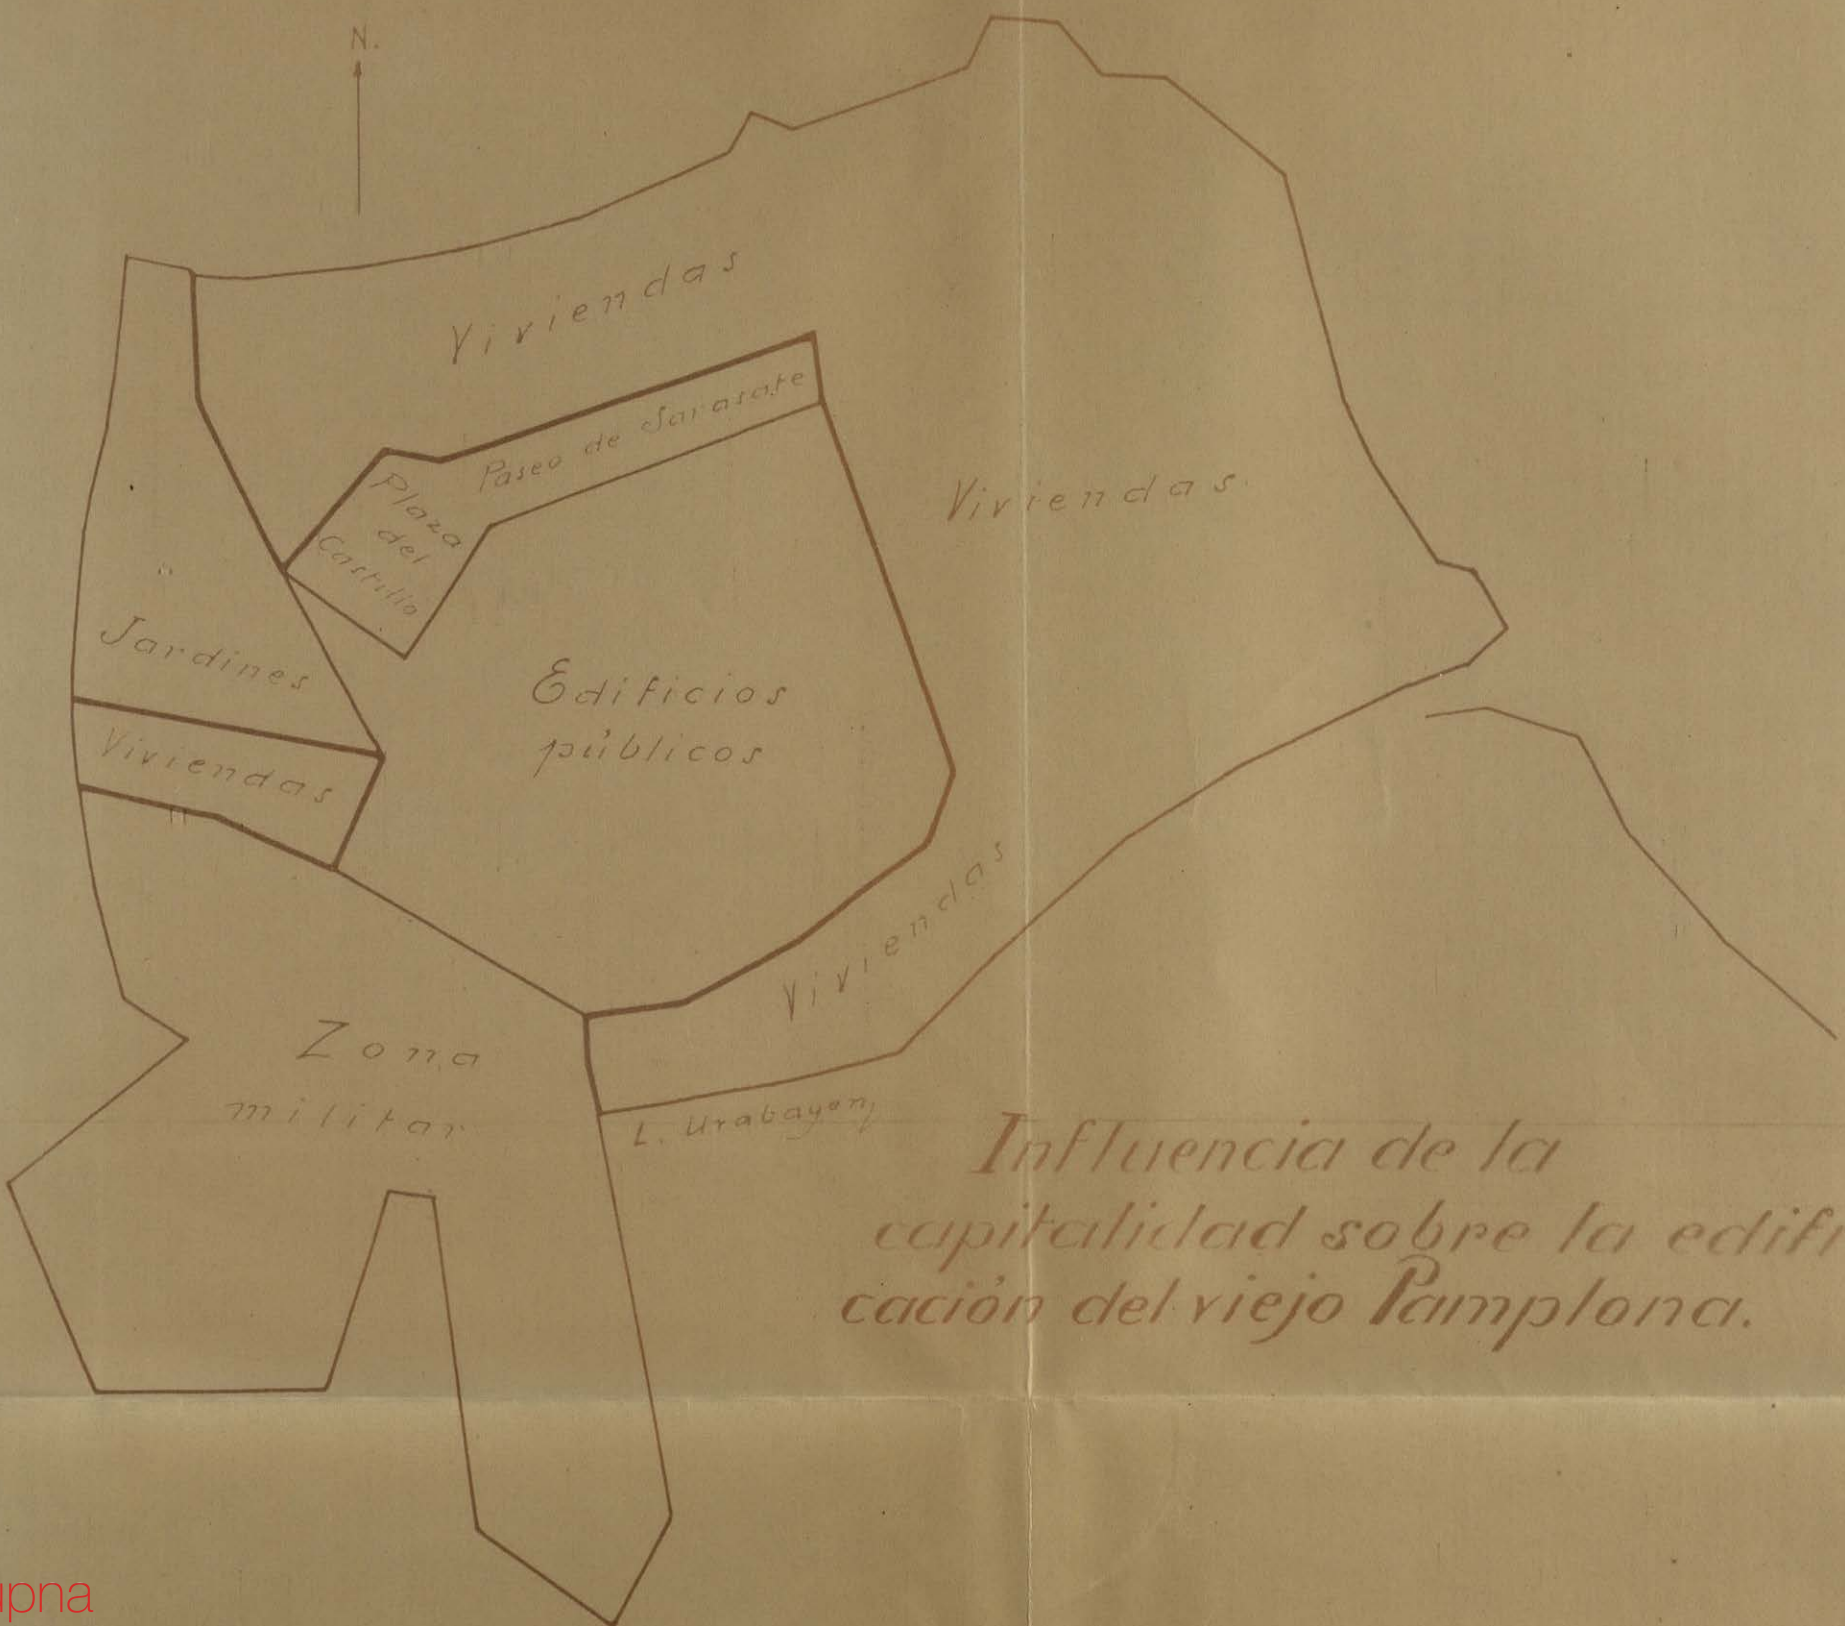 N.
Viviendas
Paseo de Sarasate
Plaza
del
Castillo
Viviendas.
Jardines
Edificios
públicos
Viviendas
Viviendas
Zona
militar
L. Urabayen,
Influencia de la
capitalidad sobre la edifi
cación del viejo Pamplona.
upna